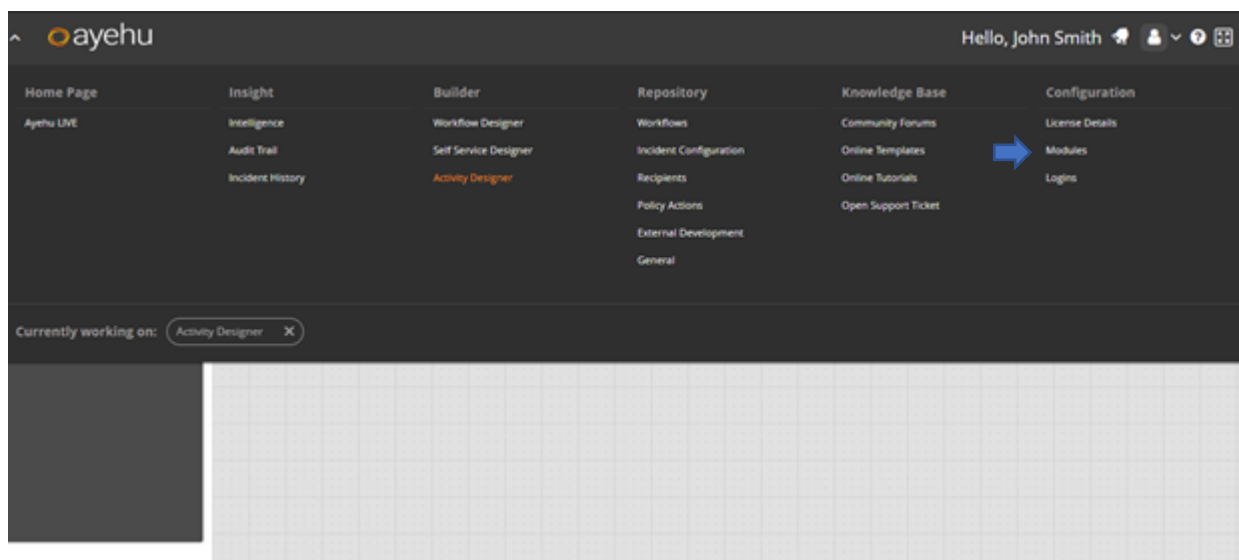 ayehu
Hello, John Smith
Home Page
Ayehu LIVE
Insight
Intelligence
Audit Trail
Incident History
Builder
Workflow Designer
Self Service Designer
Activity Designer
Repository
Workflows
Incident Configuration
Recipients
Policy Actions
External Development
General
Knowledge Base
Community Forums
Online Templates
Online Tutorials
Open Support Ticket
Configuration
License Details
Modules
Logins
Currently working on: Activity Designer